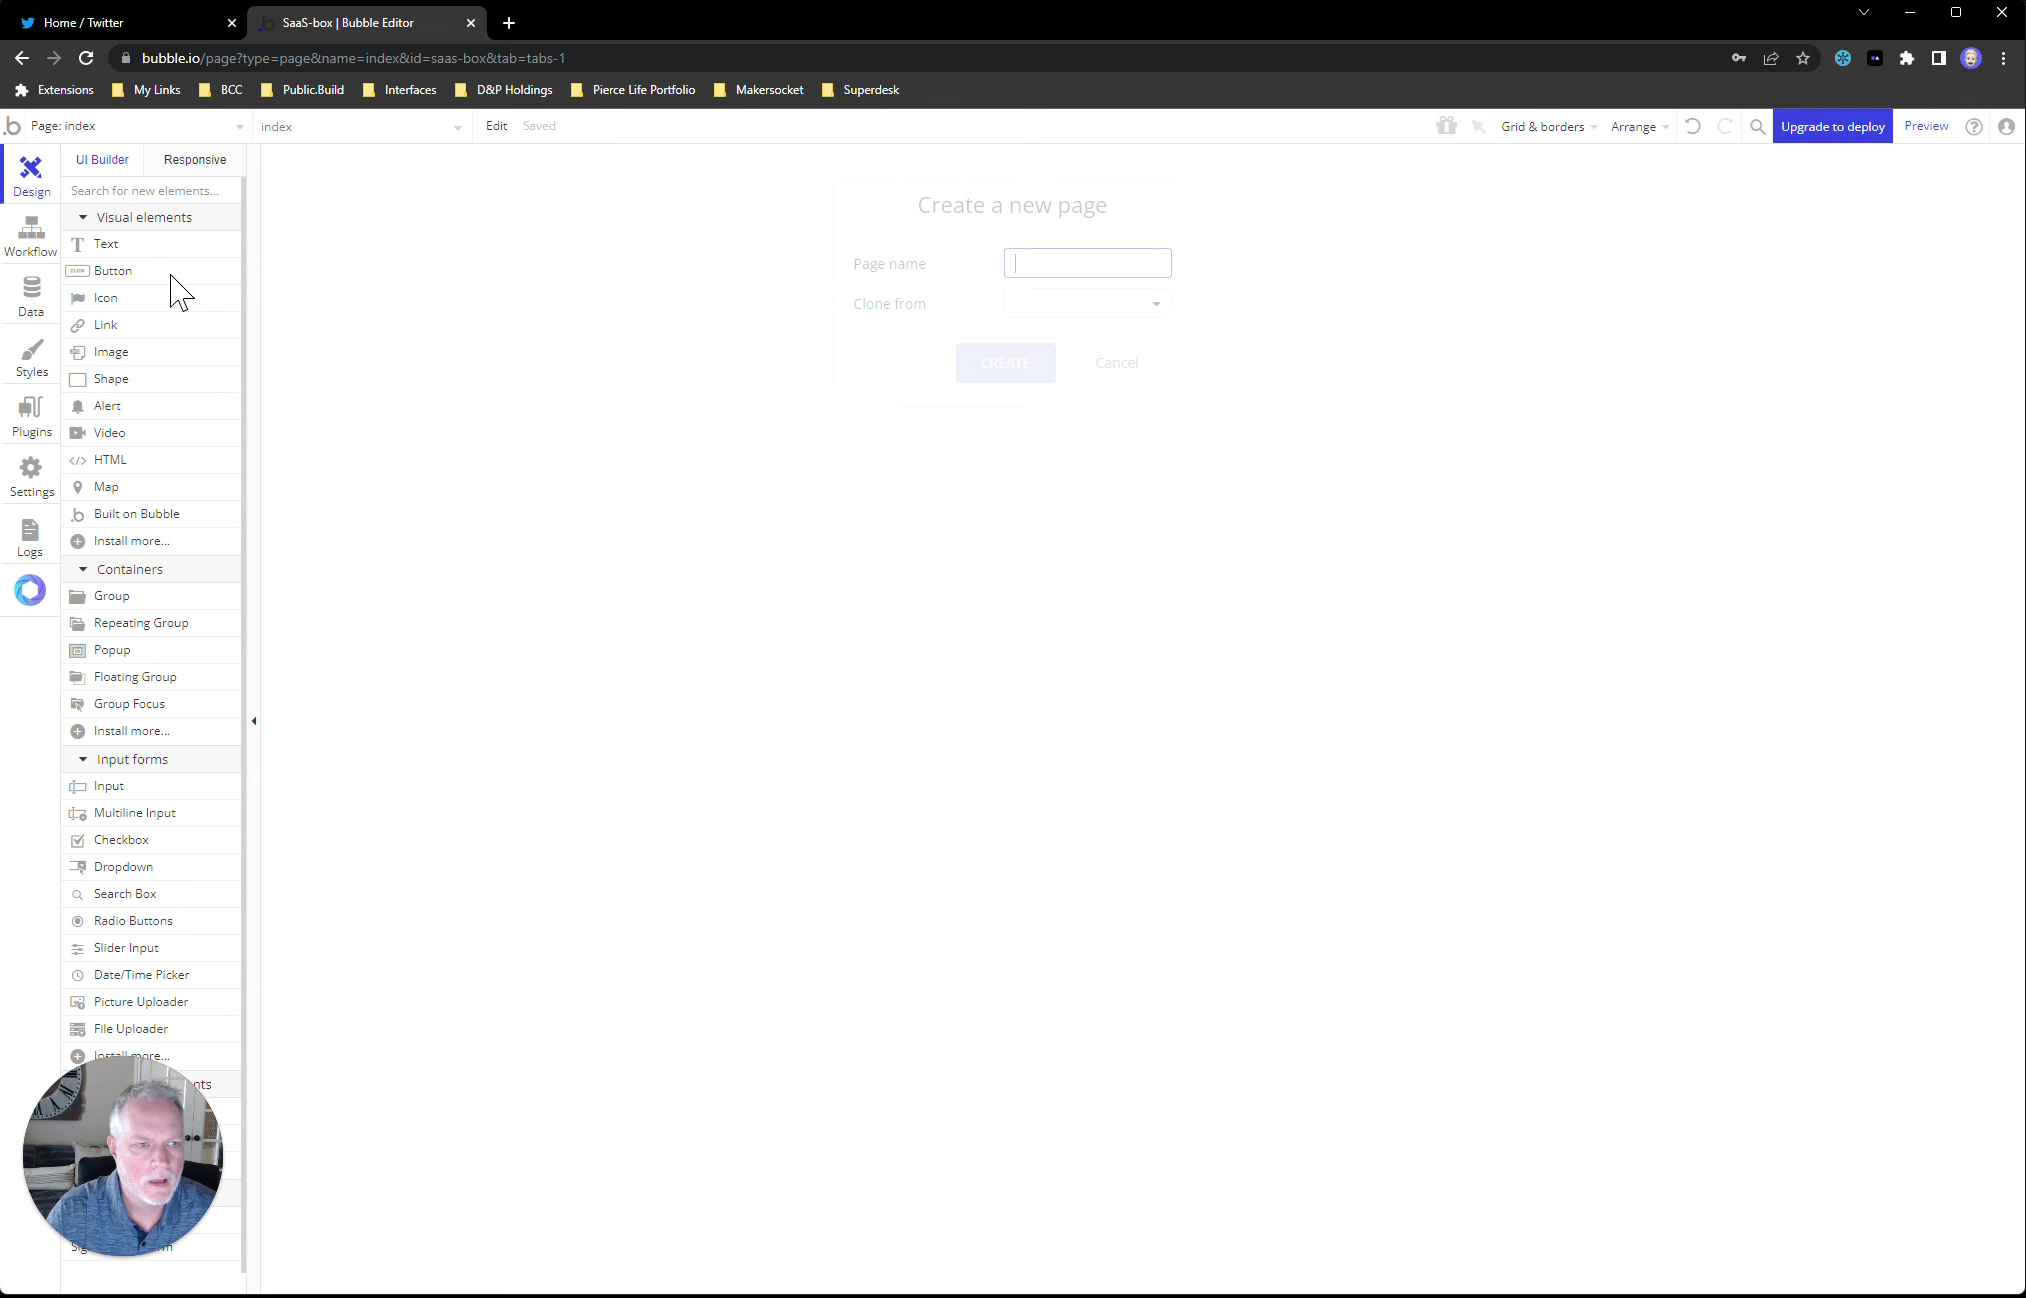 Home / Twitter
SaaS-box | Bubble Editor
bubble.io/page?type=page&name=index&id=saas-box&tab=tabs-1
Extensions
My Links
BCC
Public.Build
Interfaces
D&P Holdings
Pierce Life Portfolio
Makersocket
Superdesk
Page: index
index
Edit
Saved
Grid & borders
Arrange
Upgrade to deploy
Preview
Design
Workflow
Data
Styles
Plugins
Settings
Logs
UI Builder
Responsive
Search for new elements...
Visual elements
Text
CLICK
Button
Icon
Link
Image
Shape
Alert
Video
HTML
Map
Built on Bubble
Install more...
Containers
Group
Repeating Group
Popup
Floating Group
Group Focus
Install more...
Input forms
Input
Multiline Input
Checkbox
Dropdown
Search Box
Radio Buttons
Slider Input
Date/Time Picker
Picture Uploader
File Uploader
Install more...
nts
Create a new page
Page name
Clone from
CREATE
Cancel